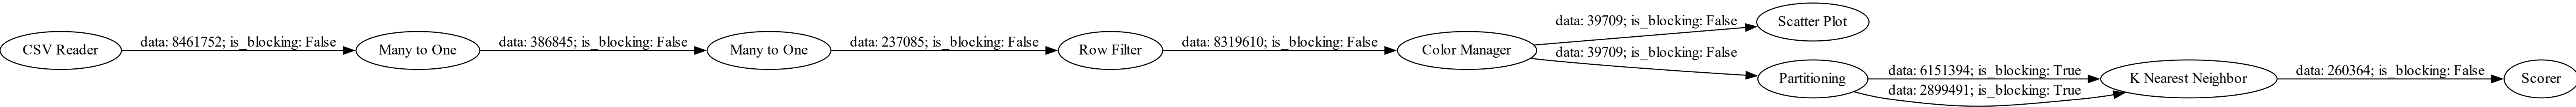 CSV Reader
data: 8461752; is_blocking: False
Many to One
data: 386845; is_blocking: False
Many to One
data: 237085; is_blocking: False
Row Filter
data: 8319610; is_blocking: False
Color Manager
data: 39709; is_blocking: False
Scatter Plot
data: 39709; is_blocking: False
Partitioning
data: 6151394; is_blocking: True
data: 2899491; is_blocking: True
K Nearest Neighbor
data: 260364; is_blocking: False
Scorer